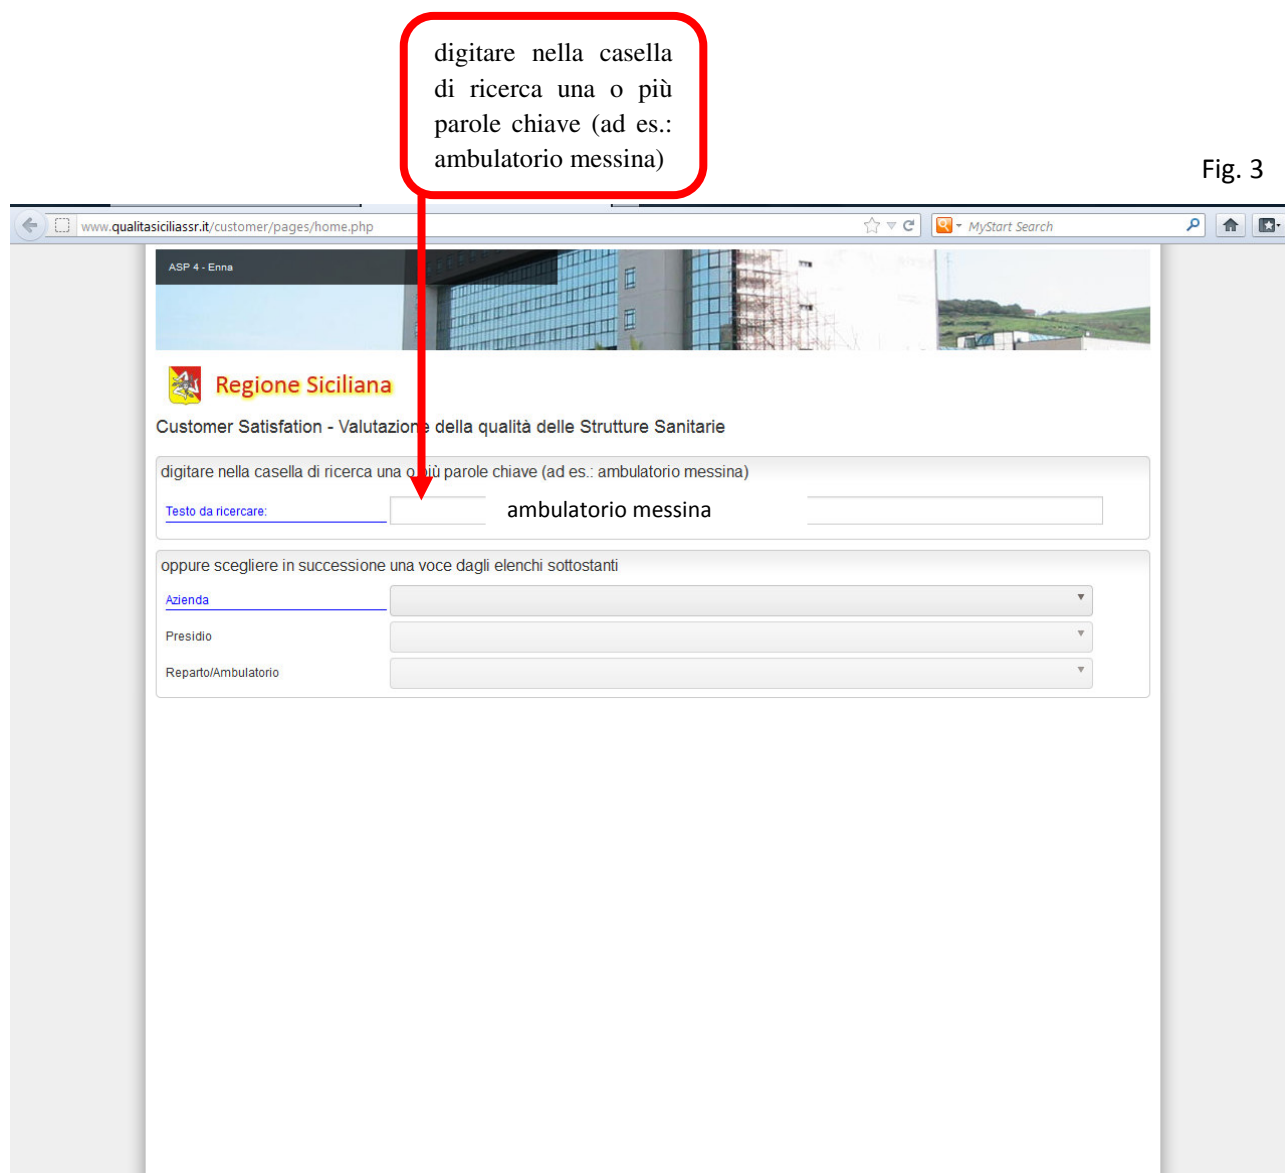 digitare nella casella
di ricerca una o più
parole chiave (ad es.:
ambulatorio messina)
Fig. 3
www.qualitasiciliassr.it/customer/pages/home.php
MyStart Search
ASP 4 - Enna
Regione Siciliana
Customer Satisfation - Valutazione della qualità delle Strutture Sanitarie
digitare nella casella di ricerca una o più parole chiave (ad es.: ambulatorio messina)
Testo da ricercare: ambulatorio messina
oppure scegliere in successione una voce dagli elenchi sottostanti
Azienda
Presidio
Reparto/Ambulatorio